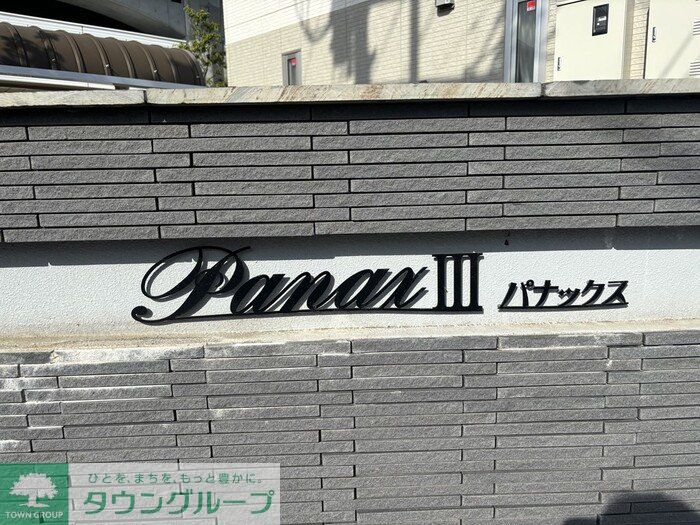 Panax III パナックス
ひとを、まちを、もっと豊かに。
タウングループ
TOWN GROUP